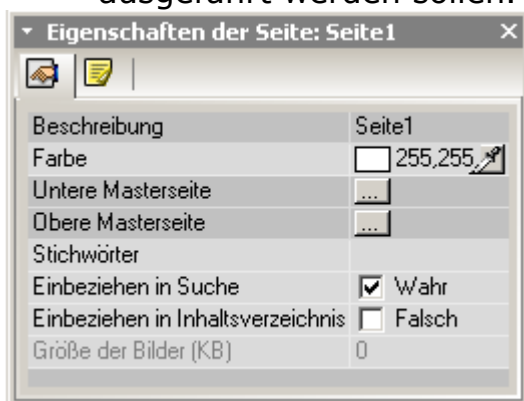 ausgeführt werden sollen.
Eigenschaften der Seite: Seite1
Beschreibung Seite1
Farbe 255,255,
Untere Masterseite ...
Obere Masterseite ...
Stichwörter
Einbeziehen in Suche Wahr
Einbeziehen in Inhaltsverzeichnis Falsch
Größe der Bilder (KB) 0